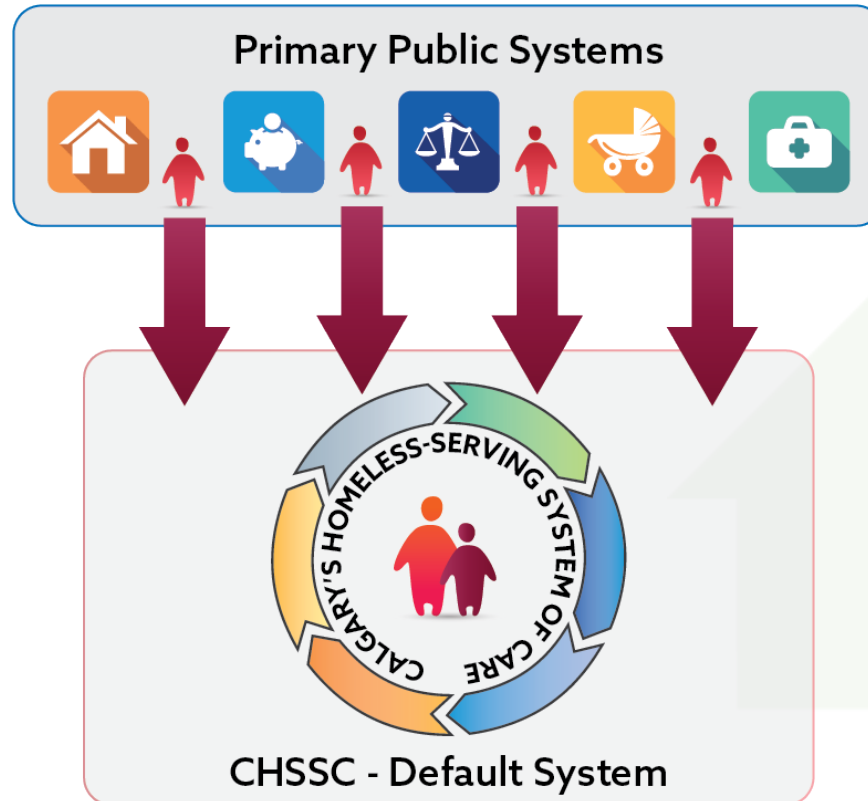 Primary Public Systems
CALGARY'S HOMELESS-SERVING SYSTEM OF CARE
CHSSC - Default System